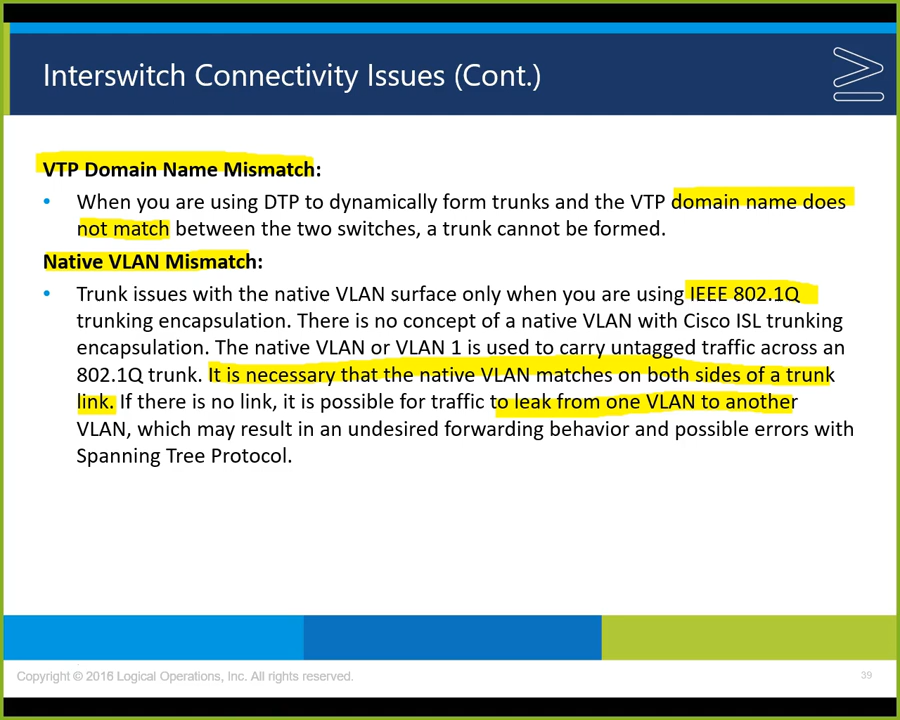 Interswitch Connectivity Issues (Cont.)
VTP Domain Name Mismatch:
• When you are using DTP to dynamically form trunks and the VTP domain name does
not match between the two switches, a trunk cannot be formed.
Native VLAN Mismatch:
• Trunk issues with the native VLAN surface only when you are using IEEE 802.1Q
trunking encapsulation. There is no concept of a native VLAN with Cisco ISL trunking
encapsulation. The native VLAN or VLAN 1 is used to carry untagged traffic across an
802.1Q trunk. It is necessary that the native VLAN matches on both sides of a trunk
link. If there is no link, it is possible for traffic to leak from one VLAN to another
VLAN, which may result in an undesired forwarding behavior and possible errors with
Spanning Tree Protocol.
Copyright © 2016 Logical Operations, Inc. All rights reserved.
39